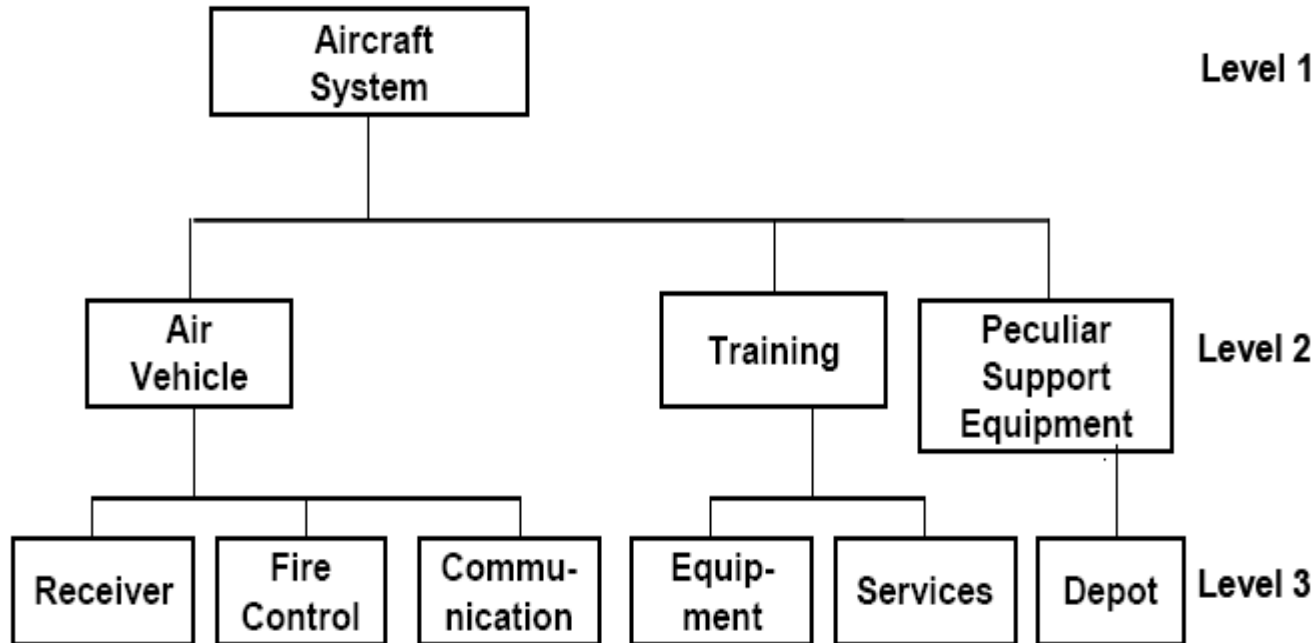 Aircraft
System
Level 1
Air
Vehicle
Training
Peculiar
Support
Equipment
Level 2
Receiver
Fire
Control
Commu-
nication
Equip-
ment
Services
Depot
Level 3